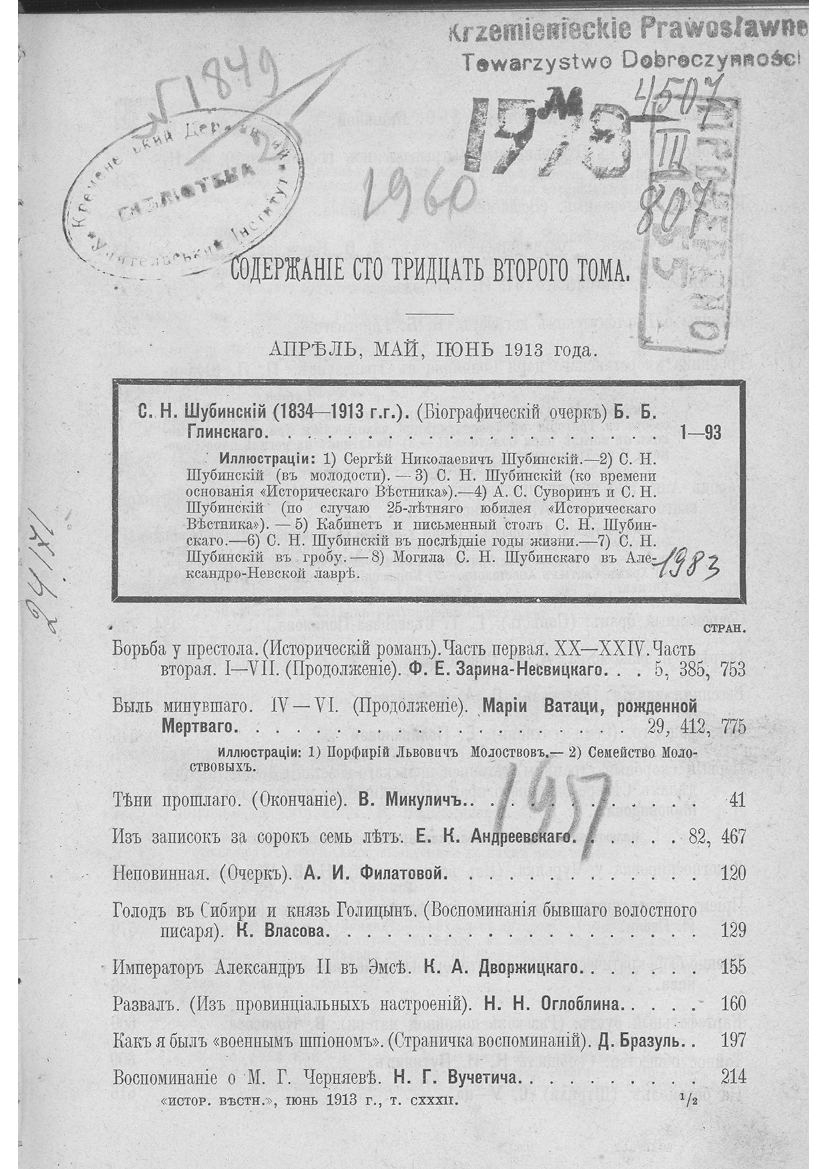 Krzemienieckie Prawosławne
Towarzystwo Dobroczynności
№ 1849
4507
III
807
1978
1960
Кременецький Державний
БІБЛІОТЕКА
Учительський Інститут
ПРОВЕРЕНО
СОДЕРЖАНІЕ СТО ТРИДЦАТЬ ВТОРОГО ТОМА.
АПРѢЛЬ, МАЙ, ІЮНЬ 1913 года.
С. Н. Шубинскій (1834—1913 г.г.). (Біографическій очеркъ) Б. Б.
Глинскаго. . . . . . . . . . . . . . . . . . . . 1—93
Иллюстраціи: 1) Сергѣй Николаевичъ Шубинскій.—2) С. Н.
Шубинскій (въ молодости). — 3) С. Н. Шубинскій (ко времени
основанія «Историческаго Вѣстника»).—4) А. С. Суворинъ и С. Н.
Шубинскій (по случаю 25-лѣтняго юбилея «Историческаго
Вѣстника»). — 5) Кабинетъ и письменный столъ С. Н. Шубин-
скаго.—6) С. Н. Шубинскій въ послѣдніе годы жизни.—7) С. Н.
Шубинскій въ гробу. — 8) Могила С. Н. Шубинскаго въ Але-
ксандро-Невской лаврѣ.
1983
СТРАН.
Борьба у престола. (Историческій романъ). Часть первая. XX—XXIV. Часть
вторая. I—VII. (Продолженіе). Ф. Е. Зарина-Несвицкаго. . . 5, 385, 753
Быль минувшаго. IV—VI. (Продолженіе). Маріи Ватаци, рожденной
Мертваго. . . . . . . . . . . . . . . . . . . 29, 412, 775
Иллюстраціи: 1) Порфирій Львовичъ Молоствовъ.— 2) Семейство Моло-
ствовыхъ.
1957
Тѣни прошлаго. (Окончаніе). В. Микуличъ. . . . . . . . . . . . 41
Изъ записокъ за сорокъ семь лѣтъ. Е. К. Андреевскаго. . . . . . 82, 467
Неповинная. (Очеркъ). А. И. Филатовой. . . . . . . . . . . . . 120
Голодъ въ Сибири и князь Голицынъ. (Воспоминанія бывшаго волостного
писаря). К. Власова. . . . . . . . . . . . . . . . . . 129
Императоръ Александръ II въ Эмсѣ. К. А. Дворжицкаго. . . . . . 155
Развалъ. (Изъ провинціальныхъ настроеній). Н. Н. Оглоблина. . . . . 160
Какъ я былъ «военнымъ шпіономъ». (Страничка воспоминаній). Д. Бразуль. . 197
Воспоминаніе о М. Г. Черняевѣ. Н. Г. Вучетича. . . . . . . . . . 214
«истор. вѣстн.», іюнь 1913 г., т. cxxxii. 1/2